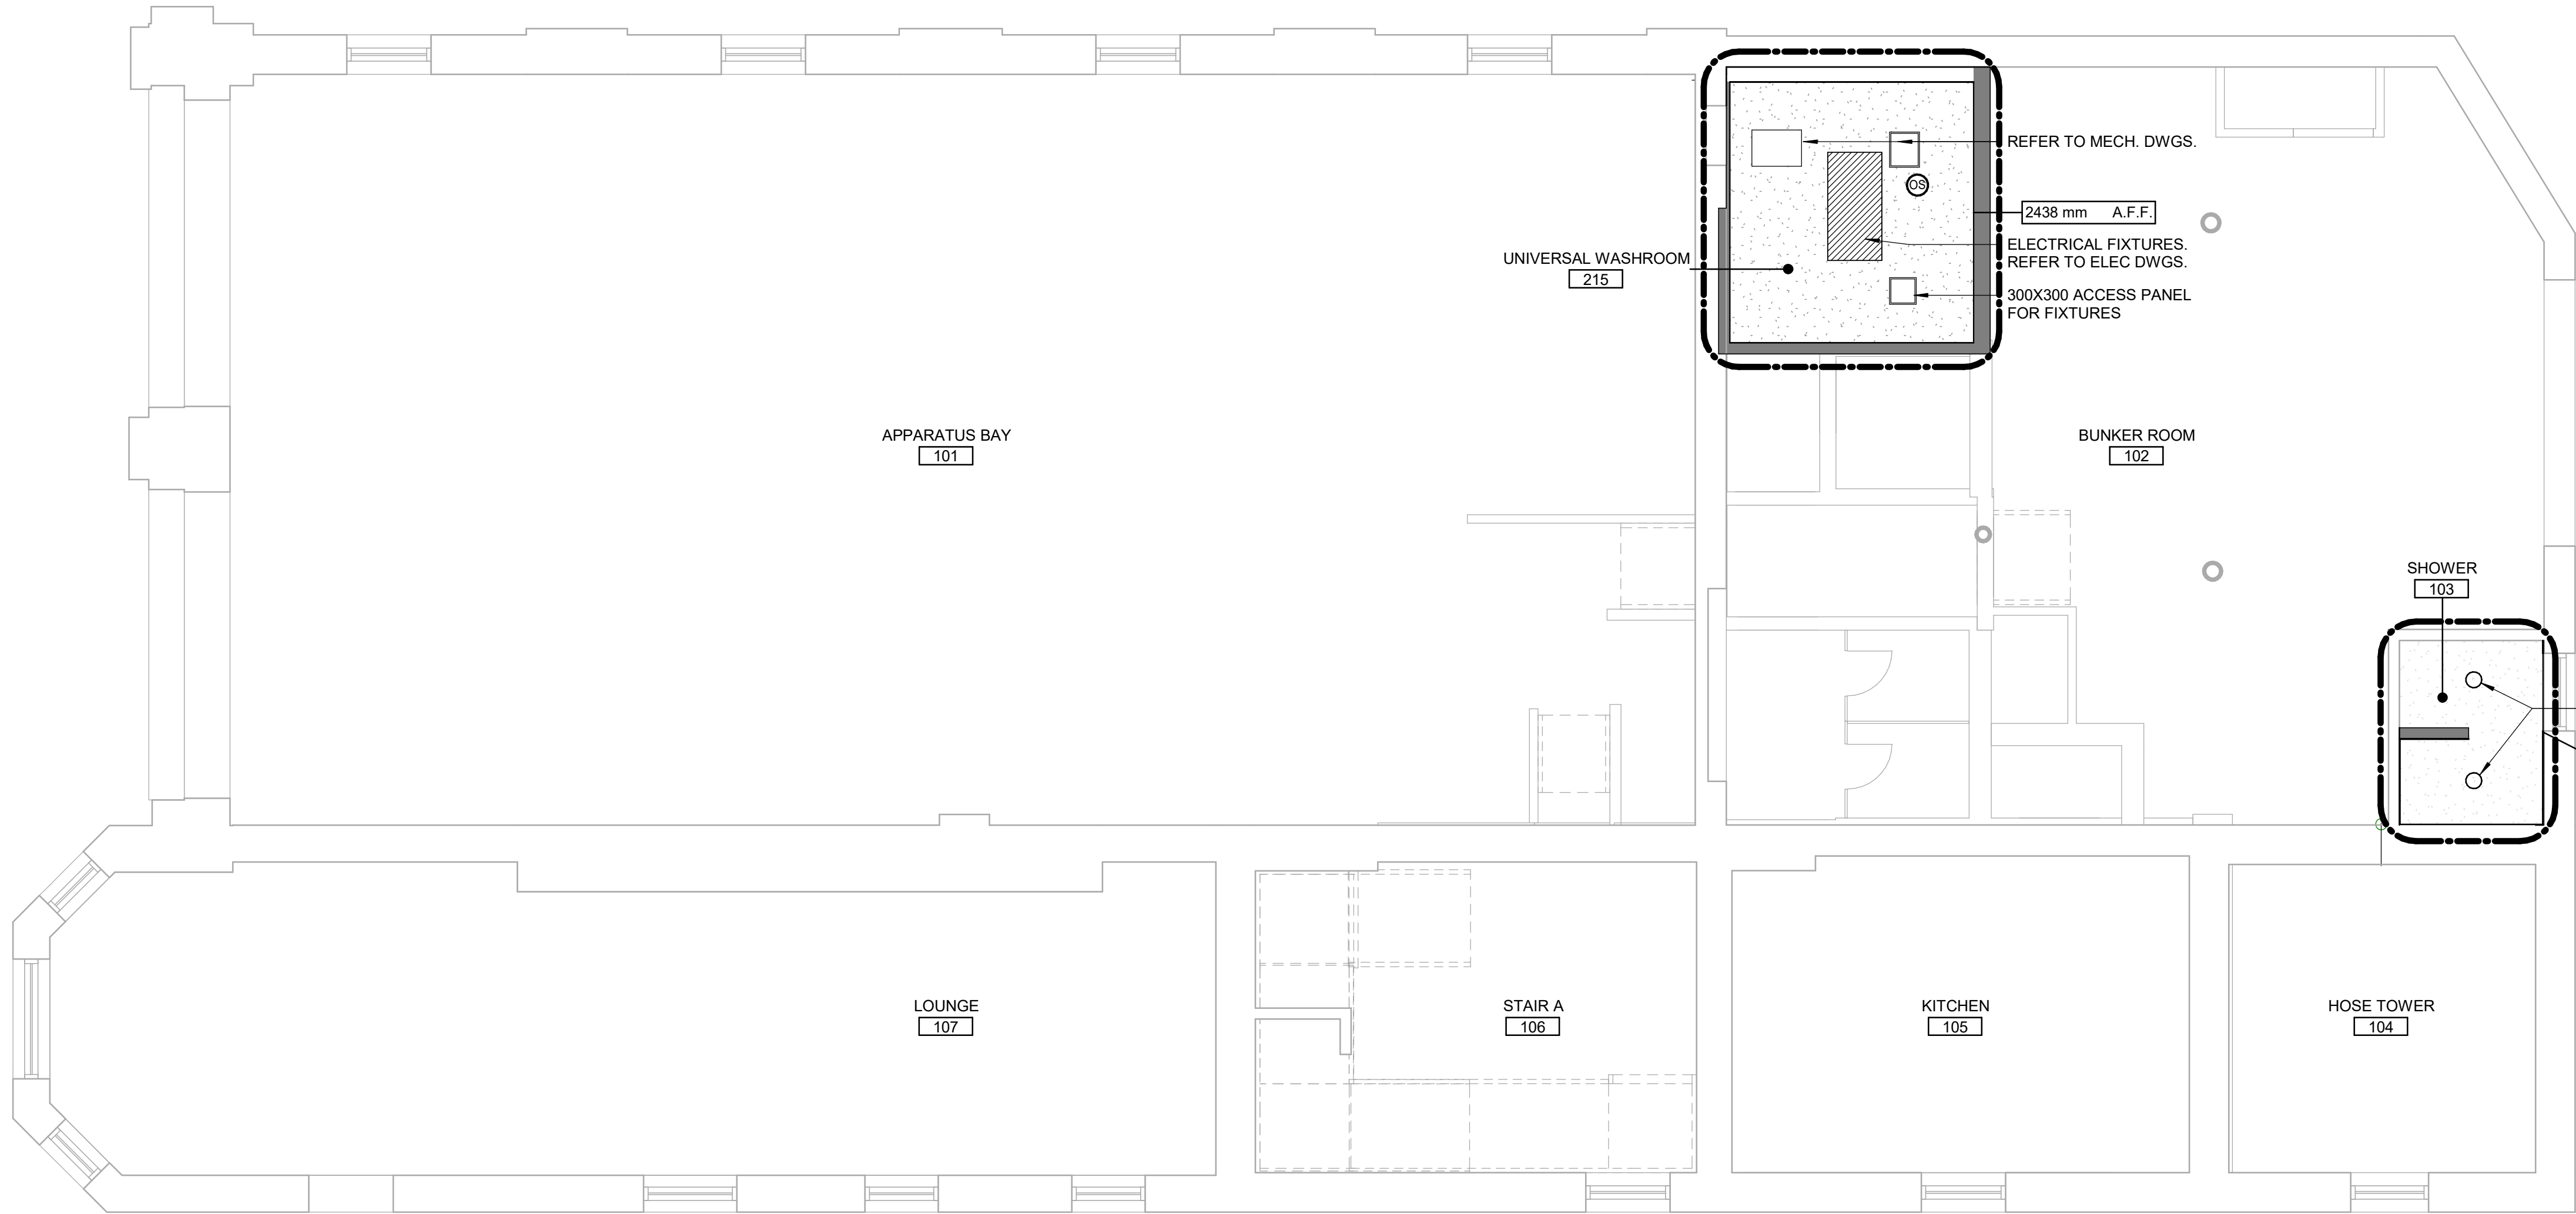 REFER TO MECH. DWGS.
OS
2438 mm A.F.F.
ELECTRICAL FIXTURES.
REFER TO ELEC DWGS.
UNIVERSAL WASHROOM
215
300X300 ACCESS PANEL
FOR FIXTURES
APPARATUS BAY
101
BUNKER ROOM
102
SHOWER
103
LOUNGE
107
STAIR A
106
KITCHEN
105
HOSE TOWER
104